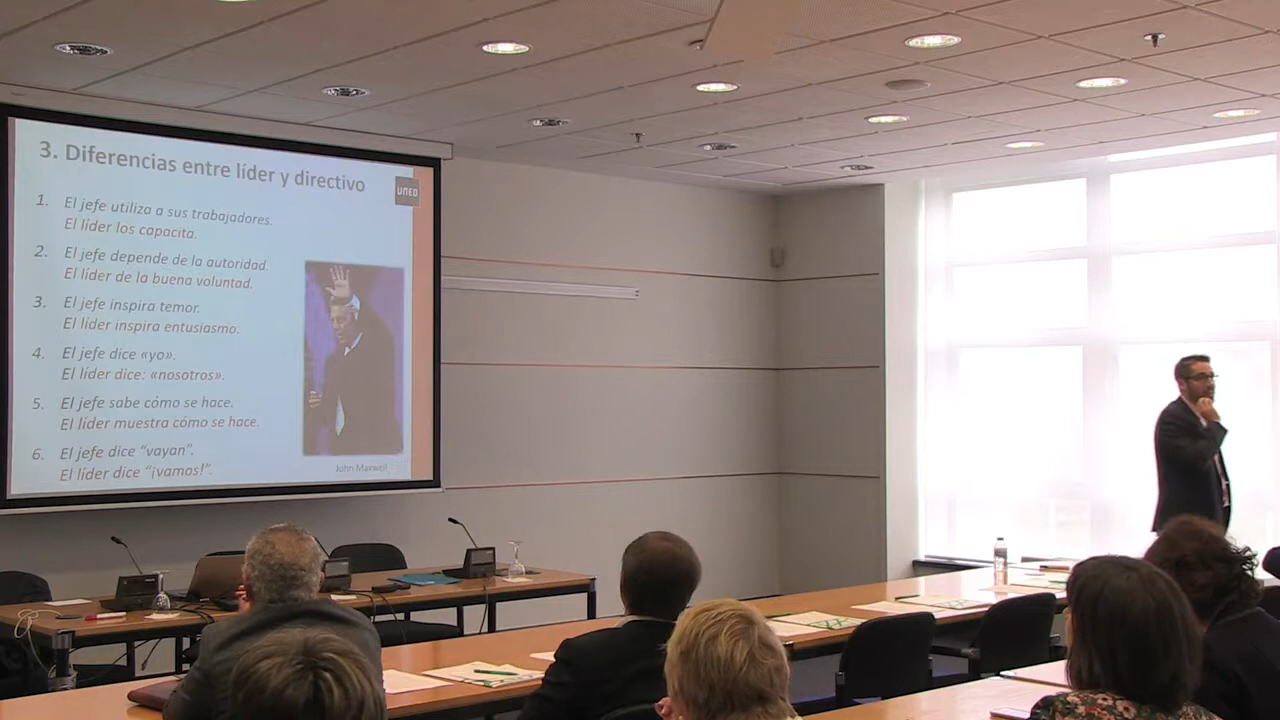 3. Diferencias entre líder y directivo
UNED
1. El jefe utiliza a sus trabajadores.
El líder los capacita.
2. El jefe depende de la autoridad.
El líder de la buena voluntad.
3. El jefe inspira temor.
El líder inspira entusiasmo.
4. El jefe dice «yo».
El líder dice: «nosotros».
5. El jefe sabe cómo se hace.
El líder muestra cómo se hace.
6. El jefe dice “vayan”.
El líder dice “¡vamos!”.
John Maxwell